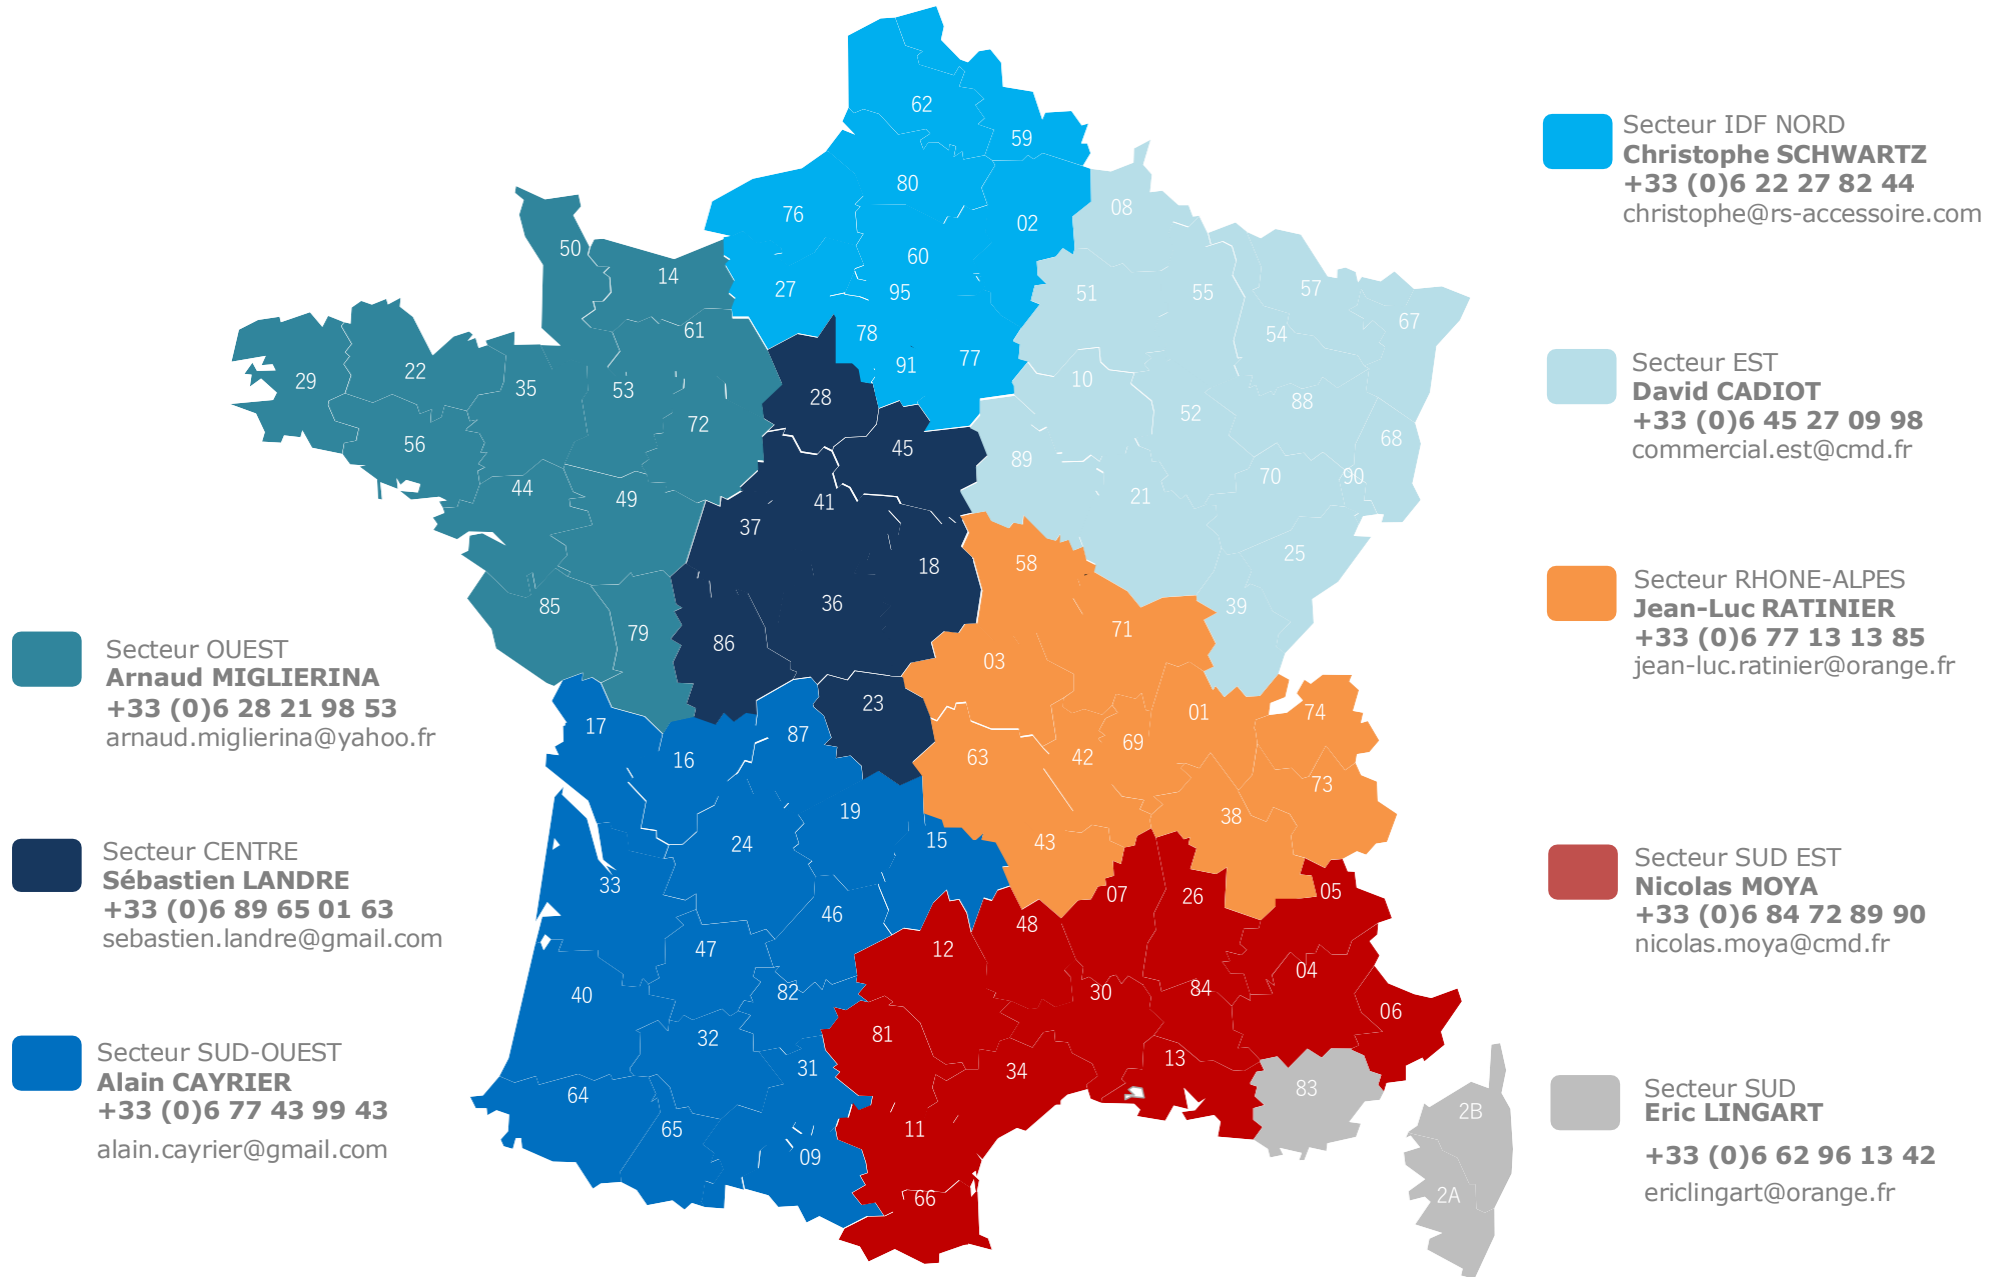 62
59
80
76
02
08
60
27
95
78
91
77
50
14
61
29
22
35
53
72
56
44
49
85
79
51
55
57
54
67
10
52
88
68
89
21
70
90
25
39
28
45
41
37
18
36
86
23
58
71
03
01
74
63
42
69
73
38
43
17
16
87
19
15
24
33
46
47
40
82
32
31
64
65
09
07
26
05
48
12
04
30
84
06
81
34
13
11
66
83
2B
2A
Secteur IDF NORD
Christophe SCHWARTZ
+33 (0)6 22 27 82 44
christophe@rs-accessoire.com
Secteur EST
David CADIOT
+33 (0)6 45 27 09 98
commercial.est@cmd.fr
Secteur RHONE-ALPES
Jean-Luc RATINIER
+33 (0)6 77 13 13 85
jean-luc.ratinier@orange.fr
Secteur SUD EST
Nicolas MOYA
+33 (0)6 84 72 89 90
nicolas.moya@cmd.fr
Secteur SUD
Eric LINGART
+33 (0)6 62 96 13 42
ericlingart@orange.fr
Secteur OUEST
Arnaud MIGLIERINA
+33 (0)6 28 21 98 53
arnaud.miglierina@yahoo.fr
Secteur CENTRE
Sébastien LANDRE
+33 (0)6 89 65 01 63
sebastien.landre@gmail.com
Secteur SUD-OUEST
Alain CAYRIER
+33 (0)6 77 43 99 43
alain.cayrier@gmail.com